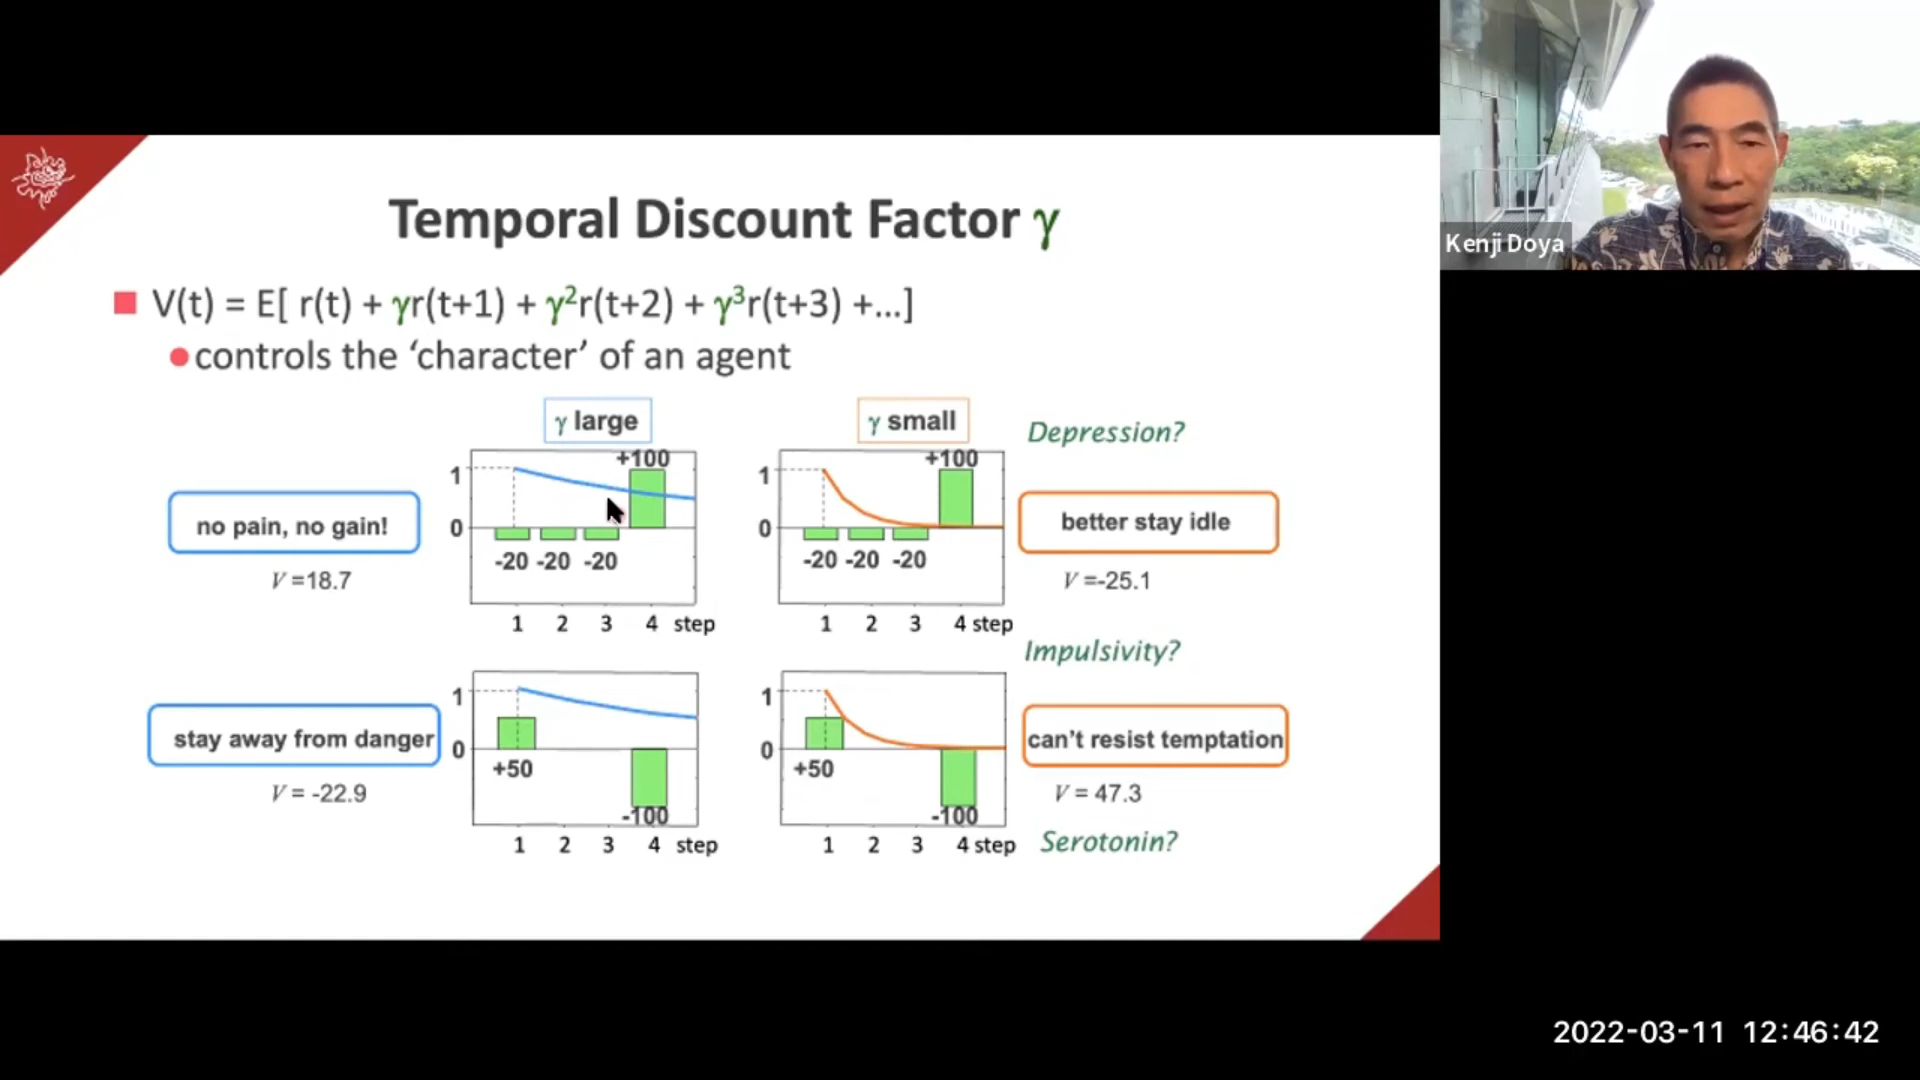 Temporal Discount Factor γ
V(t) = E[ r(t) + γr(t+1) + γ²r(t+2) + γ³r(t+3) +...]
controls the ‘character’ of an agent
γ large
γ small
Depression?
no pain, no gain!
V =18.7
1
0
+100
-20 -20 -20
1 2 3 4 step
1
0
+100
-20 -20 -20
1 2 3 4 step
better stay idle
V =-25.1
Impulsivity?
stay away from danger
V = -22.9
1
0
+50
-100
1 2 3 4 step
1
0
+50
-100
1 2 3 4 step
can’t resist temptation
V = 47.3
Serotonin?
Kenji Doya
2022-03-11 12:46:42